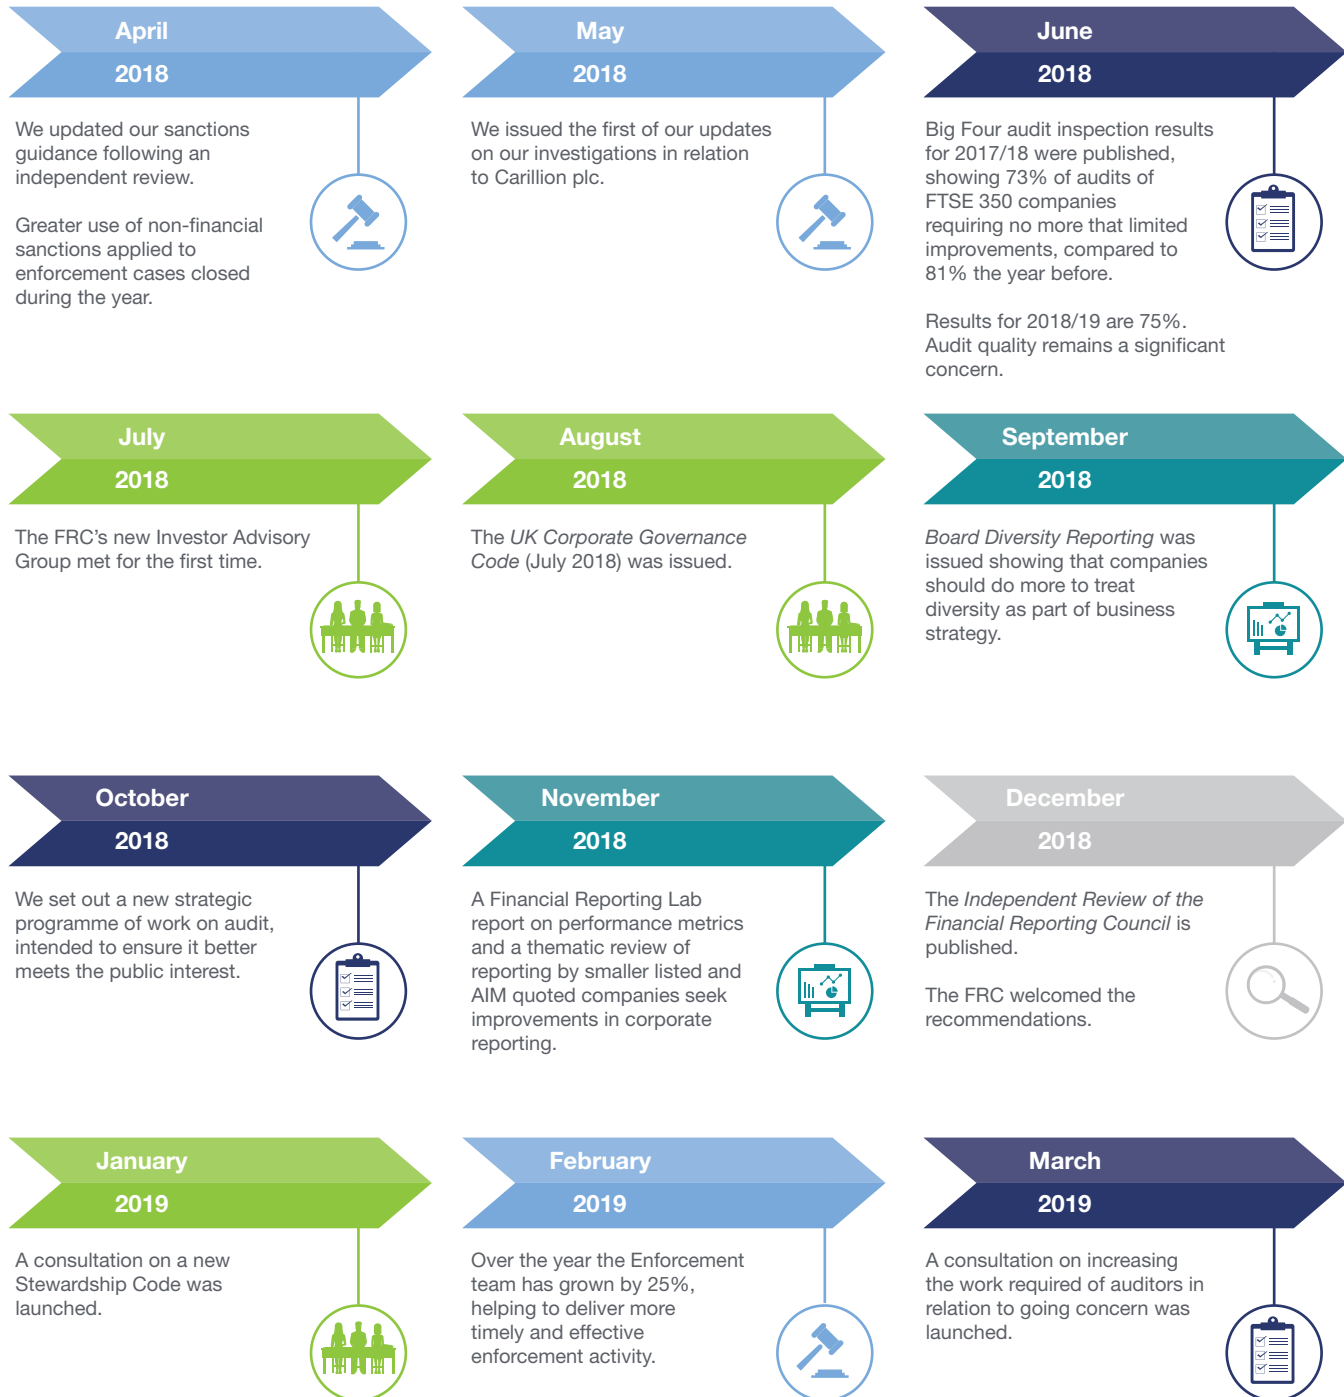 April
2018
We updated our sanctions
guidance following an
independent review.
Greater use of non-financial
sanctions applied to
enforcement cases closed
during the year.
May
2018
We issued the first of our updates
on our investigations in relation
to Carillion plc.
June
2018
Big Four audit inspection results
for 2017/18 were published,
showing 73% of audits of
FTSE 350 companies
requiring no more that limited
improvements, compared to
81% the year before.
Results for 2018/19 are 75%.
Audit quality remains a significant
concern.
July
2018
The FRC’s new Investor Advisory
Group met for the first time.
August
2018
The UK Corporate Governance
Code (July 2018) was issued.
September
2018
Board Diversity Reporting was
issued showing that companies
should do more to treat
diversity as part of business
strategy.
October
2018
We set out a new strategic
programme of work on audit,
intended to ensure it better
meets the public interest.
November
2018
A Financial Reporting Lab
report on performance metrics
and a thematic review of
reporting by smaller listed and
AIM quoted companies seek
improvements in corporate
reporting.
December
2018
The Independent Review of the
Financial Reporting Council is
published.
The FRC welcomed the
recommendations.
January
2019
A consultation on a new
Stewardship Code was
launched.
February
2019
Over the year the Enforcement
team has grown by 25%,
helping to deliver more
timely and effective
enforcement activity.
March
2019
A consultation on increasing
the work required of auditors in
relation to going concern was
launched.